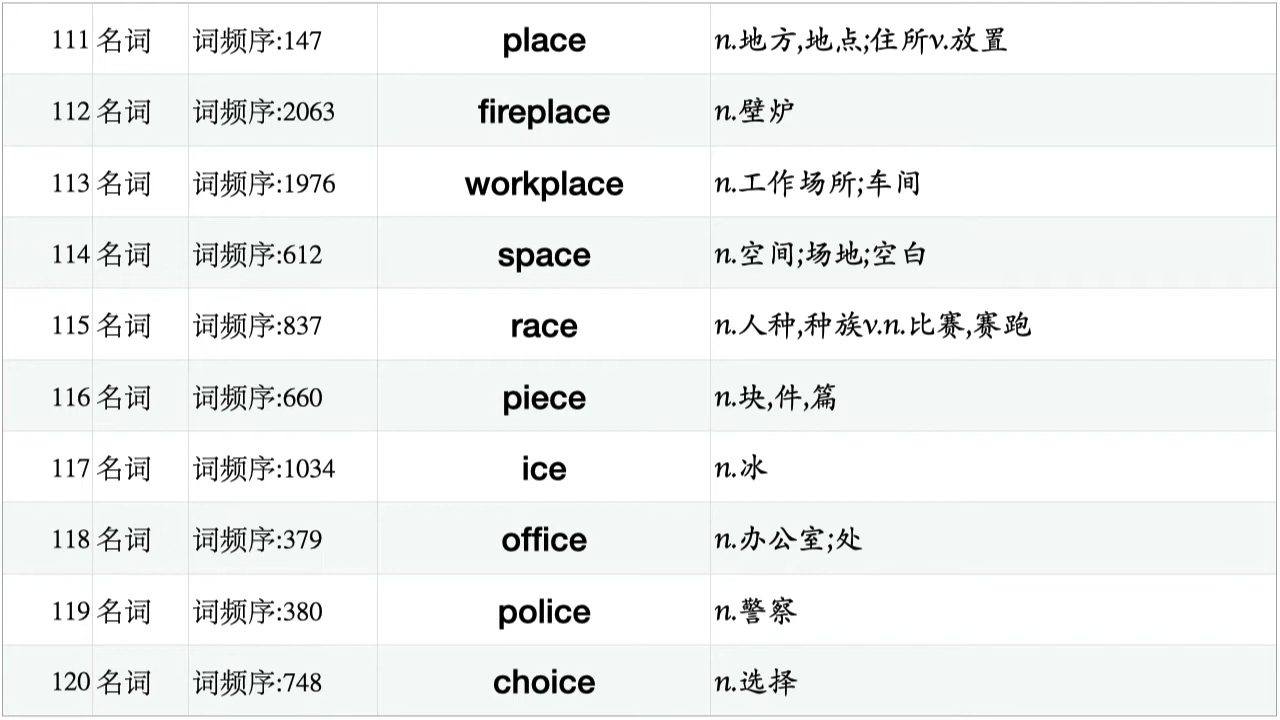 111 名词 词频序:147 place n.地方,地点;住所v.放置
112 名词 词频序:2063 fireplace n.壁炉
113 名词 词频序:1976 workplace n.工作场所;车间
114 名词 词频序:612 space n.空间;场地;空白
115 名词 词频序:837 race n.人种,种族v.n.比赛,赛跑
116 名词 词频序:660 piece n.块,件,篇
117 名词 词频序:1034 ice n.冰
118 名词 词频序:379 office n.办公室;处
119 名词 词频序:380 police n.警察
120 名词 词频序:748 choice n.选择